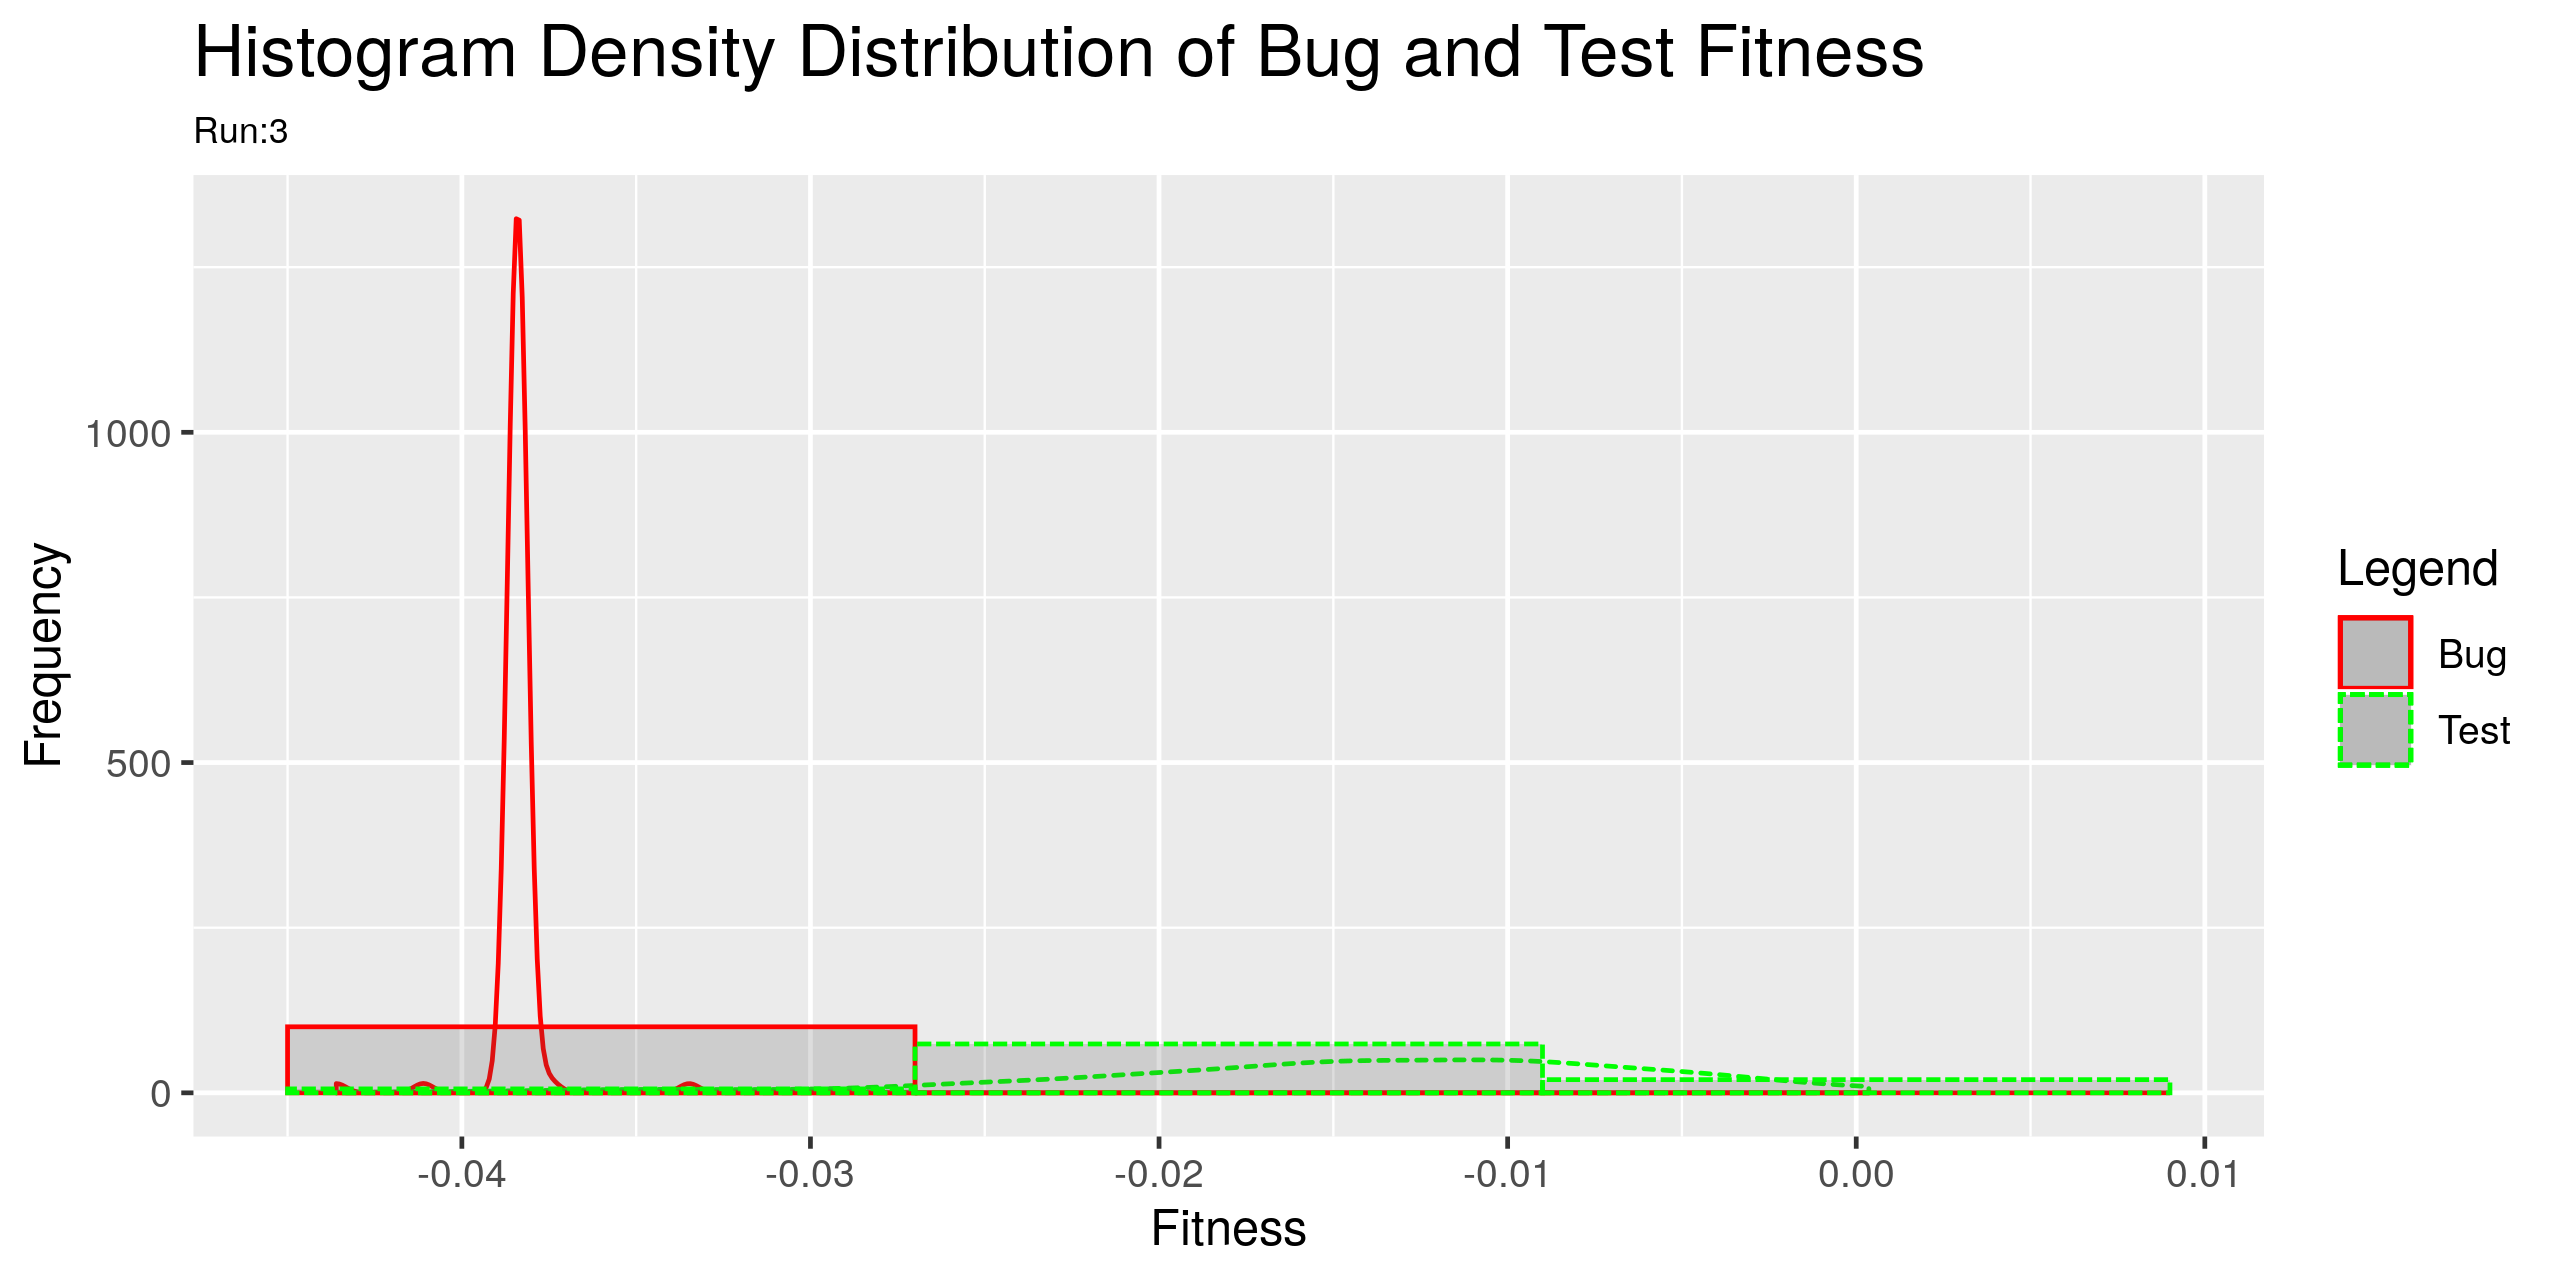 Histogram Density Distribution of Bug and Test Fitness
Run:3
Frequency
1000
500
0
-0.04
-0.03
-0.02
-0.01
0.00
0.01
Fitness
Legend
Bug
Test